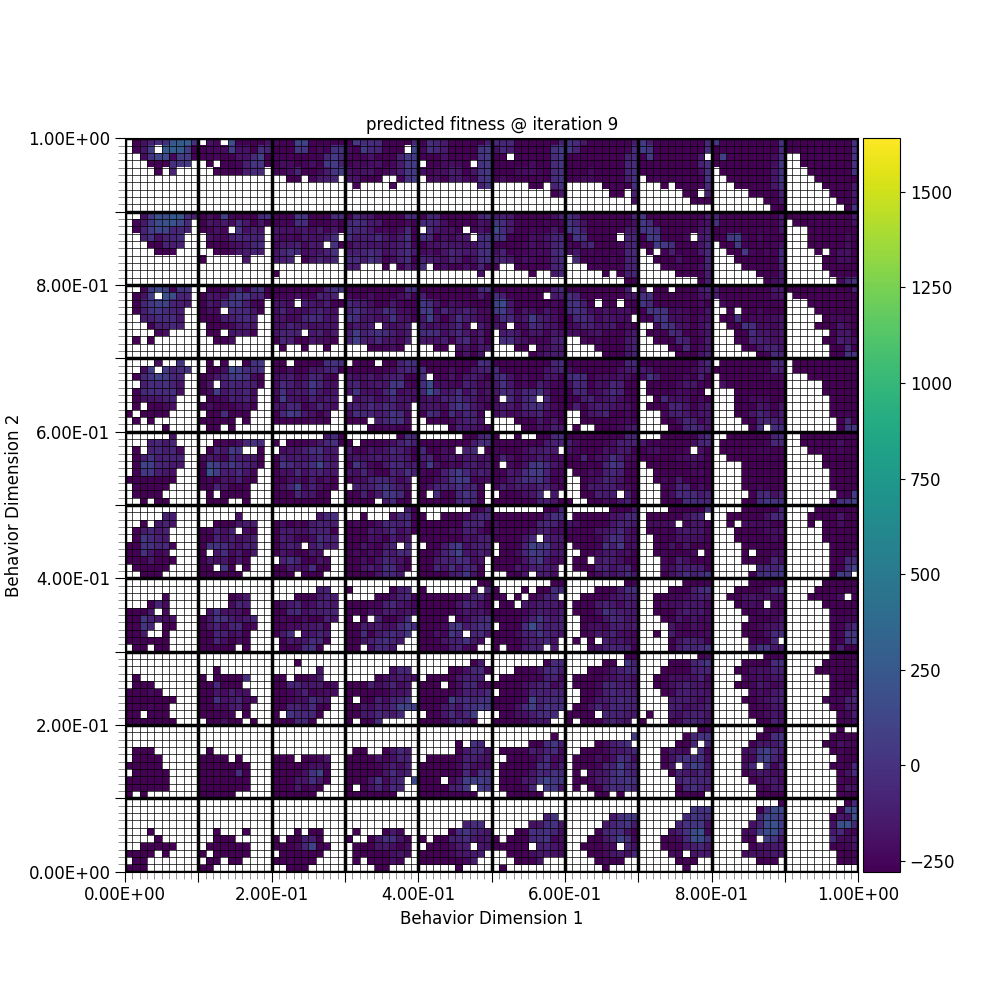 predicted fitness @ iteration 9
1.00E+00
8.00E-01
6.00E-01
4.00E-01
2.00E-01
0.00E+00
Behavior Dimension 2
0.00E+00 2.00E-01 4.00E-01 6.00E-01 8.00E-01 1.00E+00
Behavior Dimension 1
1500
1250
1000
750
500
250
0
−250